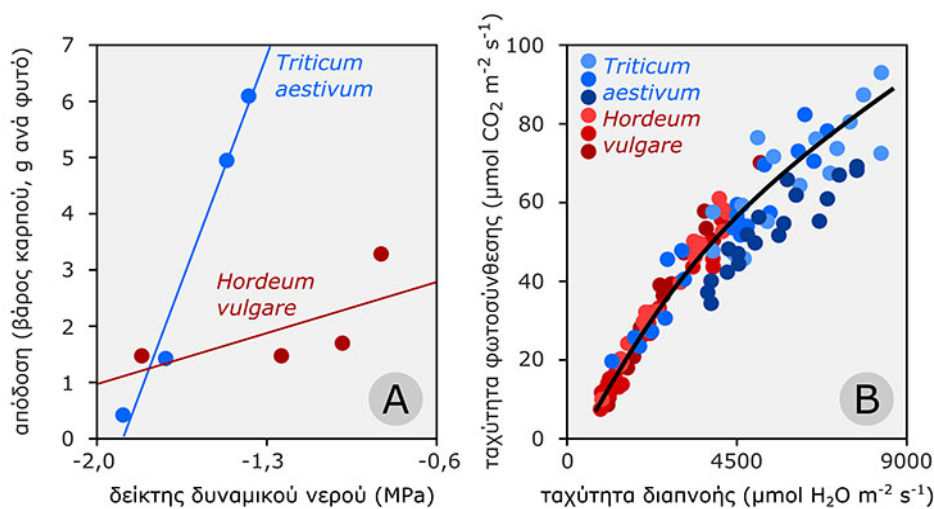 7
6
5
4
3
2
1
0
-2,0
-1,3
-0,6
απόδοση (βάρος καρπού, g ανά φυτό)
δείκτης δυναμικού νερού (MPa)
Triticum
aestivum
Hordeum
vulgare
A
100
80
60
40
20
0
0
4500
9000
ταχύτητα φωτοσύνθεσης (μmol CO2 m-2 s-1)
ταχύτητα διαπνοής (μmol H2O m-2 s-1)
Triticum
aestivum
Hordeum
vulgare
B